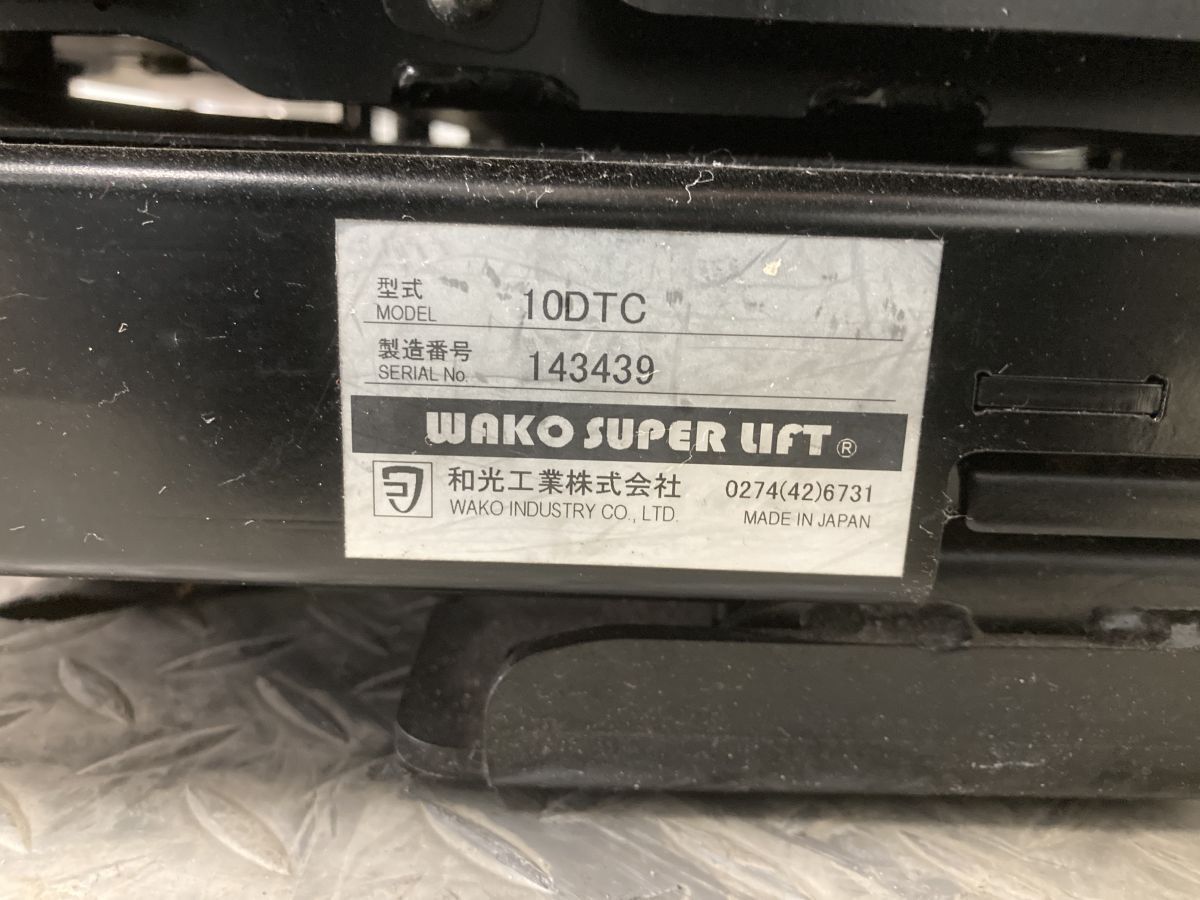 型式
MODEL 10DTC
製造番号
SERIAL No. 143439
WAKO SUPER LIFT®
和光工業株式会社 0274(42)6731
WAKO INDUSTRY CO., LTD. MADE IN JAPAN